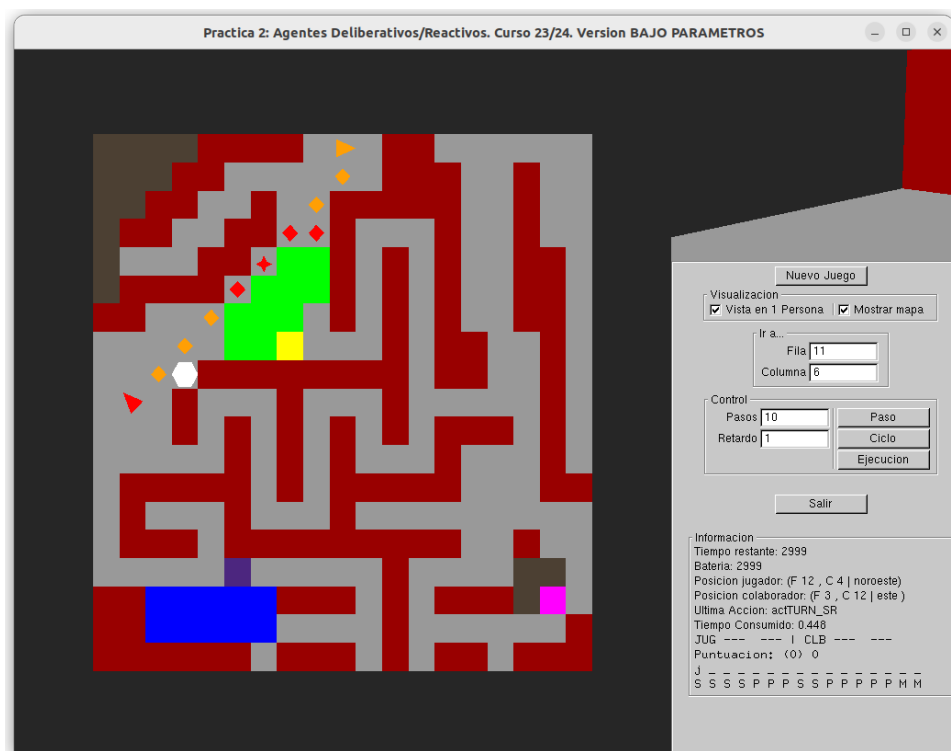 Practica 2: Agentes Deliberativos/Reactivos. Curso 23/24. Version BAJO PARAMETROS
Nuevo Juego
Visualizacion
Vista en 1 Persona
Mostrar mapa
Ir a...
Fila 11
Columna 6
Control
Pasos 10 Paso
Retardo 1 Ciclo
Ejecucion
Salir
Informacion
Tiempo restante: 2999
Bateria: 2999
Posicion jugador: (F 12 , C 4 | noroeste)
Posicion colaborador: (F 3 , C 12 | este )
Ultima Accion: actTURN_SR
Tiempo Consumido: 0.448
JUG --- --- | CLB --- ---
Puntuacion: (0) 0
J _ _ _ _ _ _ _ _ _ _ _ _ _ _ _
S S S S P P P S S P P P P P M M